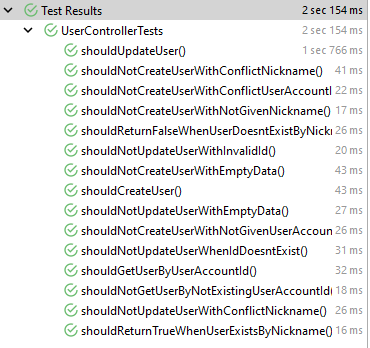 Test Results 2 sec 154 ms
UserControllerTests 2 sec 154 ms
shouldUpdateUser() 1 sec 766 ms
shouldNotCreateUserWithConflictNickname() 41 ms
shouldNotCreateUserWithConflictUserAccountI 22 ms
shouldNotCreateUserWithNotGivenNickname() 17 ms
shouldReturnFalseWhenUserDoesntExistByNickn 26 ms
shouldNotUpdateUserWithInvalidId() 20 ms
shouldNotCreateUserWithEmptyData() 43 ms
shouldCreateUser() 43 ms
shouldNotUpdateUserWithEmptyData() 27 ms
shouldNotCreateUserWithNotGivenUserAccoun 26 ms
shouldNotUpdateUserWhenIdDoesntExist() 31 ms
shouldGetUserByUserAccountId() 32 ms
shouldNotGetUserByNotExistingUserAccountId( 18 ms
shouldNotUpdateUserWithConflictNickname() 26 ms
shouldReturnTrueWhenUserExistsByNickname() 16 ms